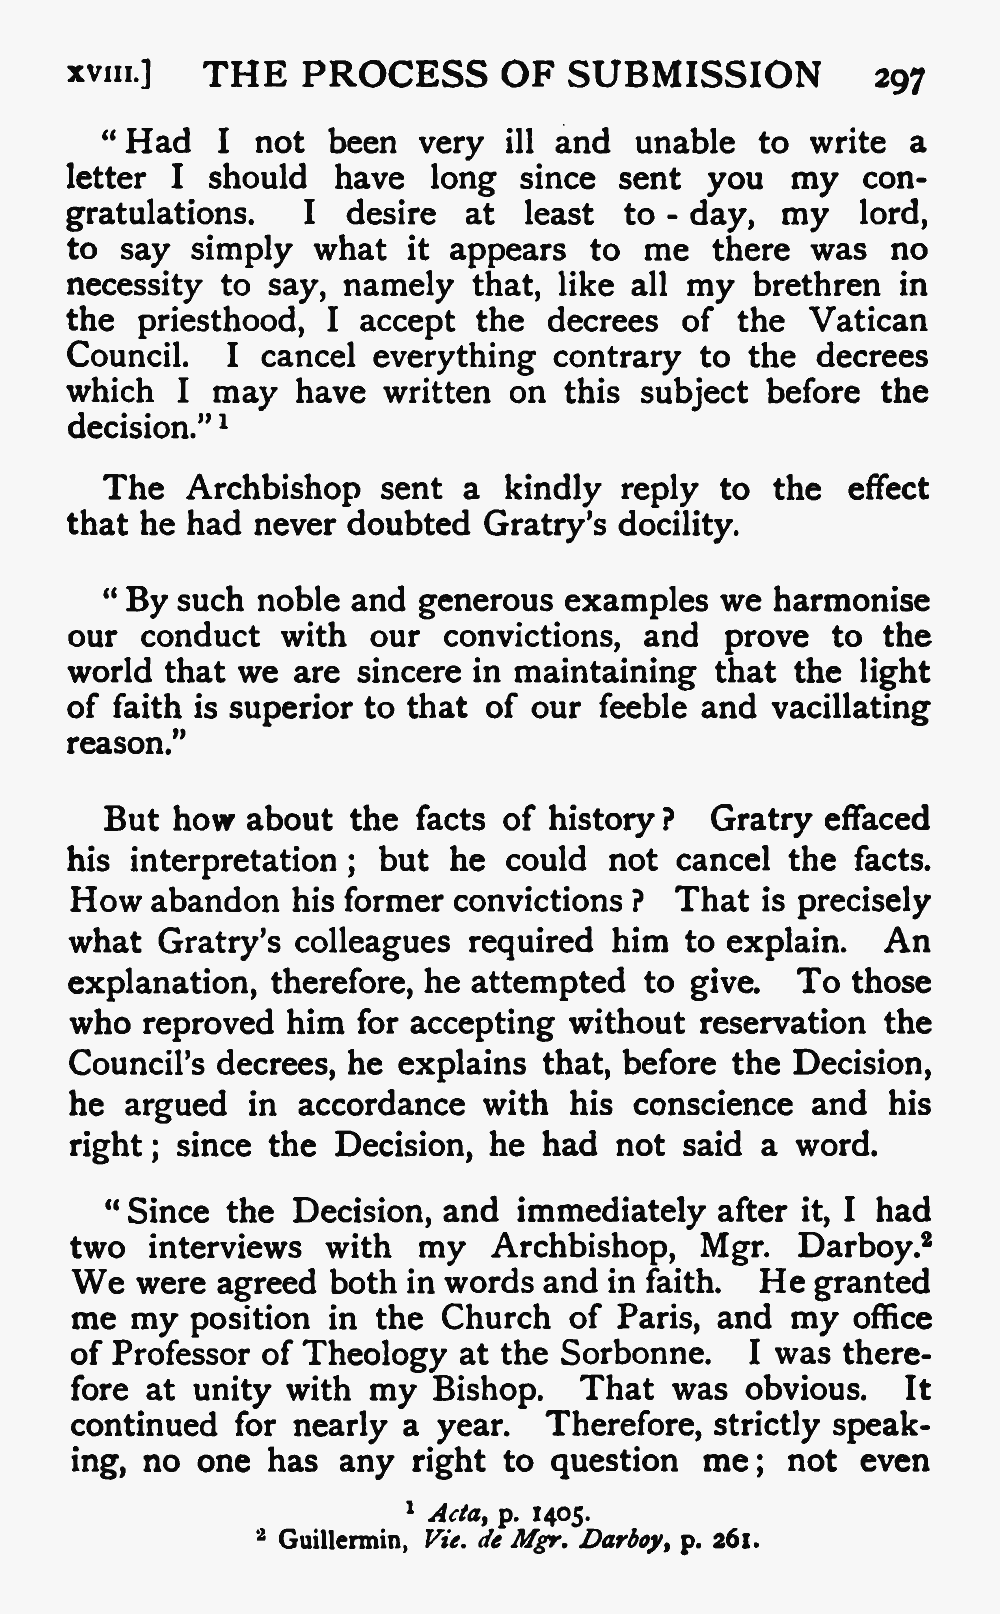 XVIII.] THE PROCESS OF SUBMISSION 297
“ Had I not been very ill and unable to write a
letter I should have long since sent you my con-
gratulations. I desire at least to - day, my lord,
to say simply what it appears to me there was no
necessity to say, namely that, like all my brethren in
the priesthood, I accept the decrees of the Vatican
Council. I cancel everything contrary to the decrees
which I may have written on this subject before the
decision.” ¹
The Archbishop sent a kindly reply to the effect
that he had never doubted Gratry’s docility.
“ By such noble and generous examples we harmonise
our conduct with our convictions, and prove to the
world that we are sincere in maintaining that the light
of faith is superior to that of our feeble and vacillating
reason.”
But how about the facts of history ? Gratry effaced
his interpretation ; but he could not cancel the facts.
How abandon his former convictions ? That is precisely
what Gratry’s colleagues required him to explain. An
explanation, therefore, he attempted to give. To those
who reproved him for accepting without reservation the
Council’s decrees, he explains that, before the Decision,
he argued in accordance with his conscience and his
right ; since the Decision, he had not said a word.
“ Since the Decision, and immediately after it, I had
two interviews with my Archbishop, Mgr. Darboy.²
We were agreed both in words and in faith. He granted
me my position in the Church of Paris, and my office
of Professor of Theology at the Sorbonne. I was there-
fore at unity with my Bishop. That was obvious. It
continued for nearly a year. Therefore, strictly speak-
ing, no one has any right to question me ; not even
¹ Acta, p. 1405.
² Guillermin, Vie. de Mgr. Darboy, p. 261.